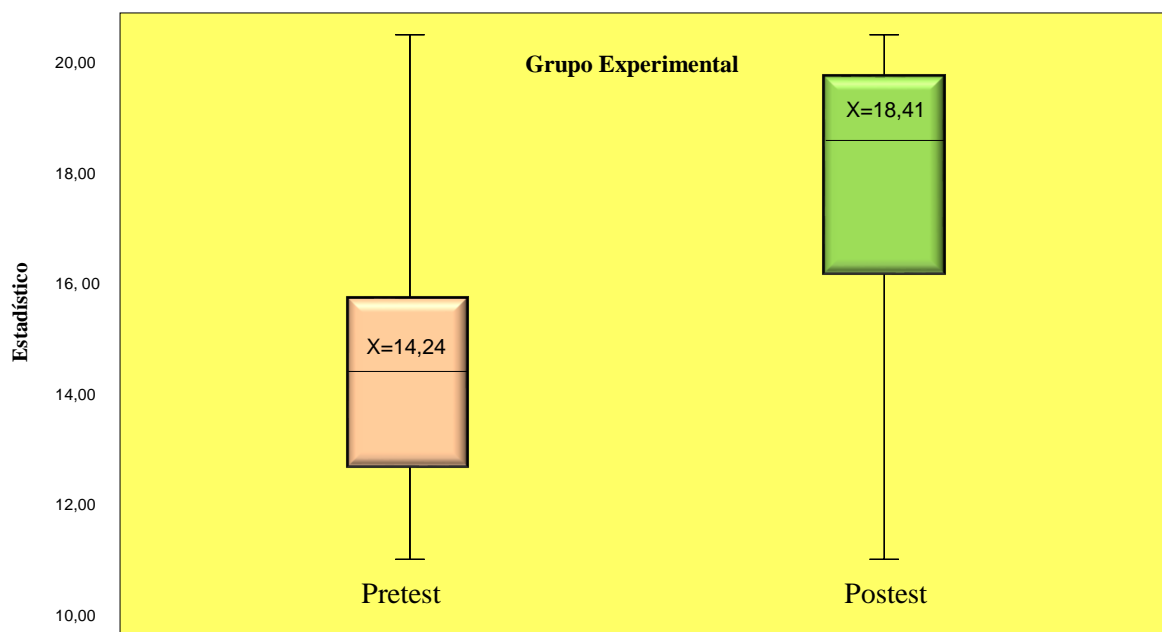 Grupo Experimental
Estadístico
20,00
18,00
16, 00
14,00
12,00
10,00
X=14,24
X=18,41
Pretest
Postest